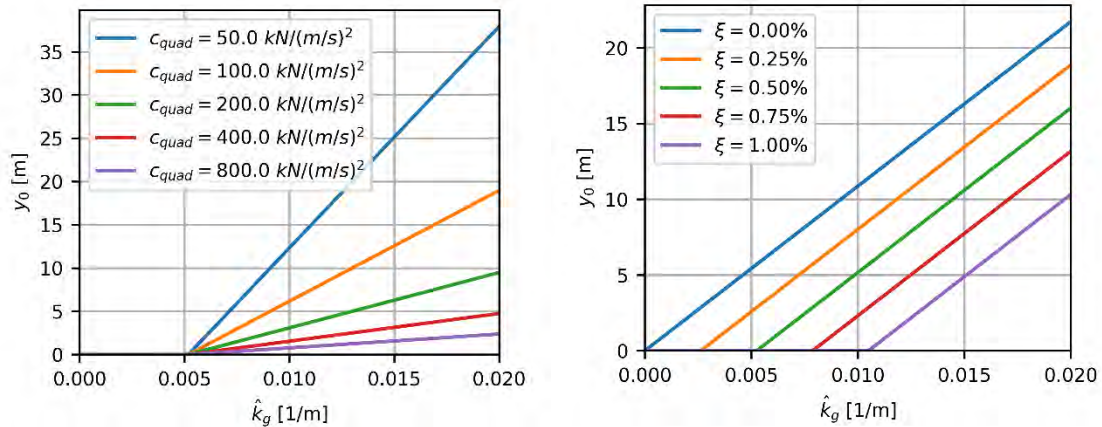 35
30
25
20
15
10
5
0
y₀ [m]
c_quad = 50.0 kN/(m/s)²
c_quad = 100.0 kN/(m/s)²
c_quad = 200.0 kN/(m/s)²
c_quad = 400.0 kN/(m/s)²
c_quad = 800.0 kN/(m/s)²
0.000 0.005 0.010 0.015 0.020
k̂_g [1/m]
20
15
10
5
0
y₀ [m]
ξ = 0.00%
ξ = 0.25%
ξ = 0.50%
ξ = 0.75%
ξ = 1.00%
0.000 0.005 0.010 0.015 0.020
k̂_g [1/m]